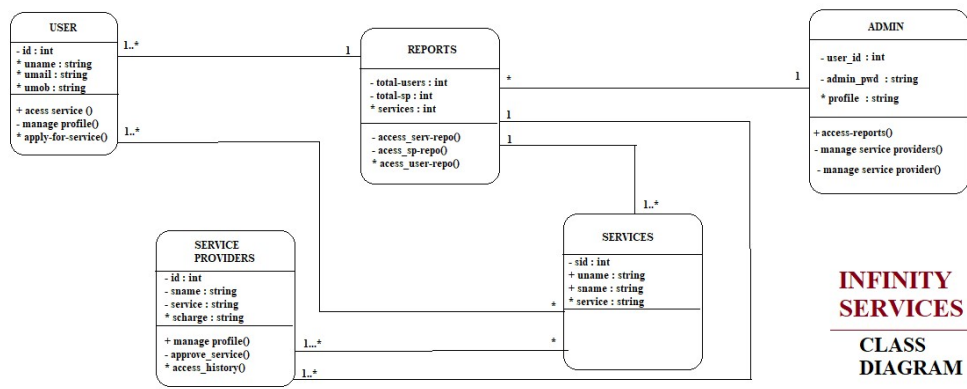 USER
- id : int
* uname : string
* umail : string
* umob : string
+ acess service ()
- manage profile()
* apply-for-service()
1..*
1
1..*
REPORTS
- total-users : int
- total-sp : int
* services : int
- access_serv-repo()
- acess_sp-repo()
* acess_user-repo()
*
1
1
1
ADMIN
- user_id : int
- admin_pwd : string
* profile : string
+ access-reports()
- manage service providers()
- manage service provider()
SERVICE
PROVIDERS
- id : int
- sname : string
- service : string
* scharge : string
+ manage profile()
- approve_service()
* access_history()
1...*
1..*
1..*
SERVICES
- sid : int
+ uname : string
+ sname : string
* service : string
*
*
INFINITY
SERVICES
CLASS
DIAGRAM